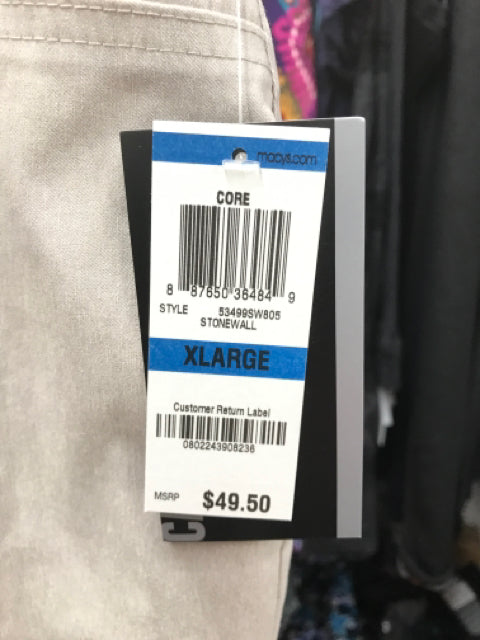 macys.com
CORE
8 87650 36484 9
STYLE 53499SW805
STONEWALL
XLARGE
Customer Return Label
0802243908236
MSRP $49.50